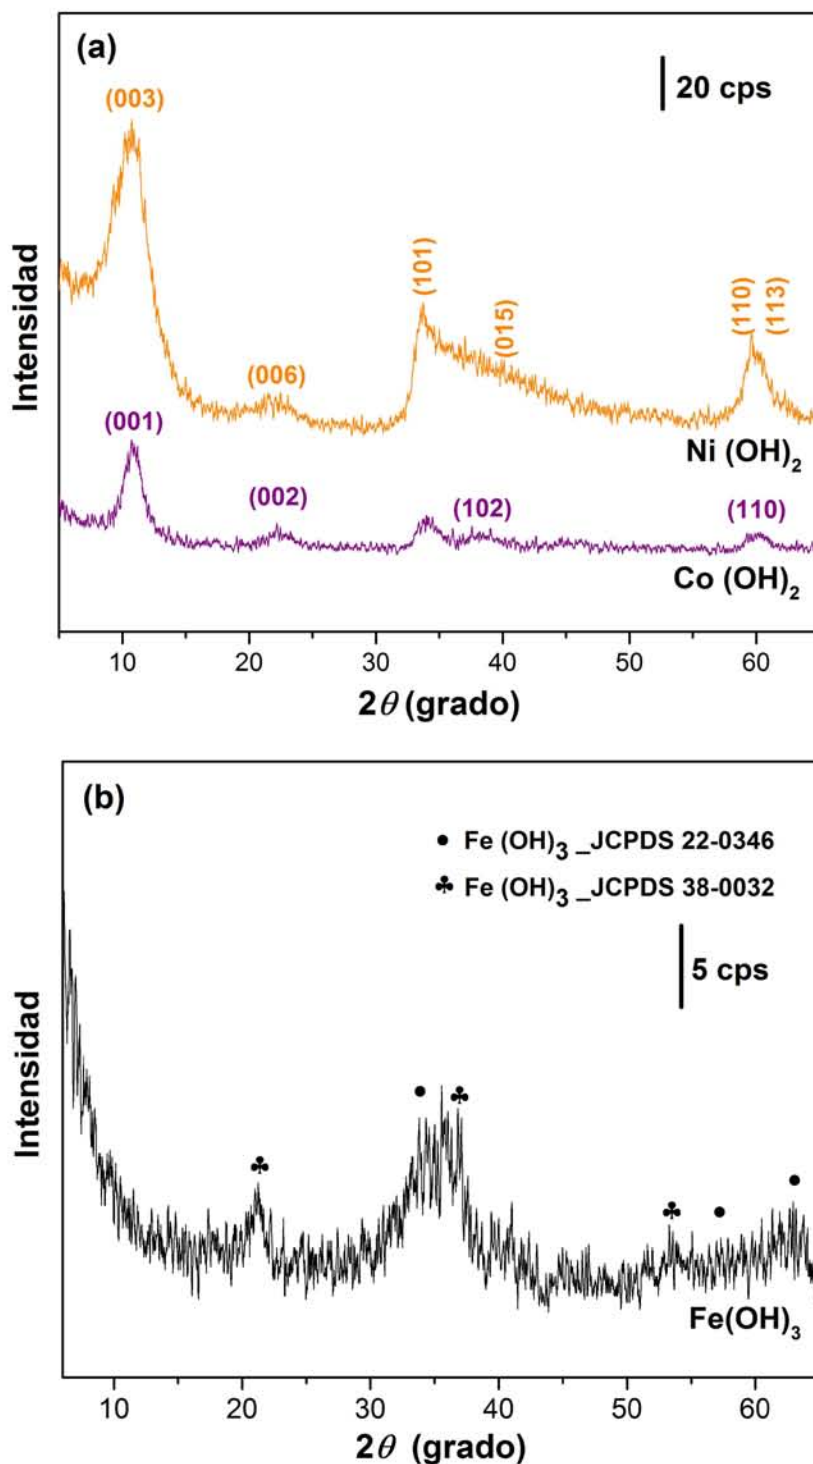 (a)
20 cps
(003)
(101)
(015)
(110)
(113)
(006)
(001)
Ni (OH)₂
(002)
(102)
(110)
Co (OH)₂
Intensidad
10 20 30 40 50 60
2θ (grado)
(b)
● Fe (OH)₃ _JCPDS 22-0346
♣ Fe (OH)₃ _JCPDS 38-0032
5 cps
Intensidad
Fe(OH)₃
10 20 30 40 50 60
2θ (grado)